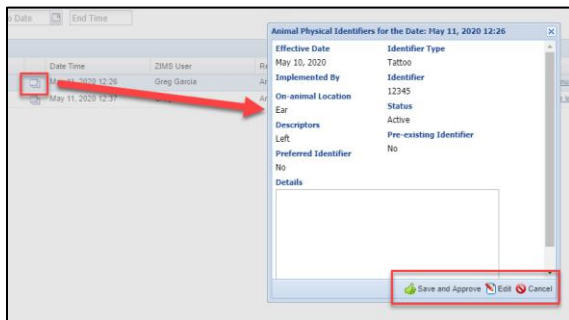 o Date End Time
Animal Physical Identifiers for the Date: May 11, 2020 12:26
Effective Date Identifier Type
May 10, 2020 Tattoo
Implemented By Identifier
12345
On-animal Location Status
Ear Active
Descriptors Pre-existing Identifier
Left No
Preferred Identifier
No
Details
Save and Approve Edit Cancel
Date Time ZIMS User Re
May 11, 2020 12:26 Greg Garcia An
May 11, 2020 12:37